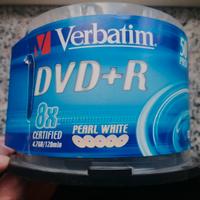 Verbatim
DVD+R
8x
CERTIFIED
4.7GB/120min
PEARL WHITE